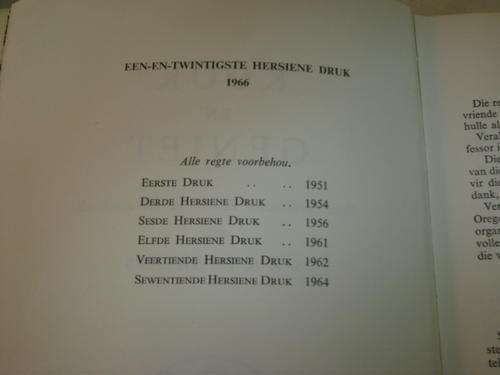 EEN-EN-TWINTIGSTE HERSIENE DRUK
1966
Alle regte voorbehou.
EERSTE DRUK .. .. 1951
DERDE HERSIENE DRUK .. 1954
SESDE HERSIENE DRUK .. 1956
ELFDE HERSIENE DRUK .. 1961
VEERTIENDE HERSIENE DRUK 1962
SEWENTIENDE HERSIENE DRUK 1964
Die
vriende
hulle
fessor
Die
van die
vir die
dank,
Ver
Orego
organ
volle
die